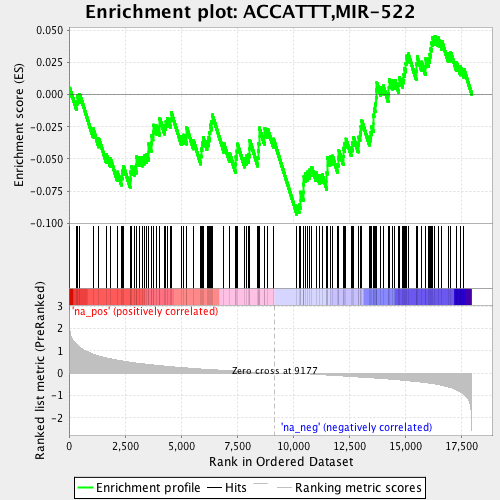 Enrichment plot: ACCATTT,MIR-522
Enrichment score (ES)
0.050
0.025
0.000
-0.025
-0.050
-0.075
-0.100
Ranked list metric (PreRanked)
3
2
1
0
-1
-2
'na_pos' (positively correlated)
Zero cross at 9177
'na_neg' (negatively correlated)
0
2,500
5,000
7,500
10,000
12,500
15,000
17,500
Rank in Ordered Dataset
Enrichment profile
Hits
Ranking metric scores